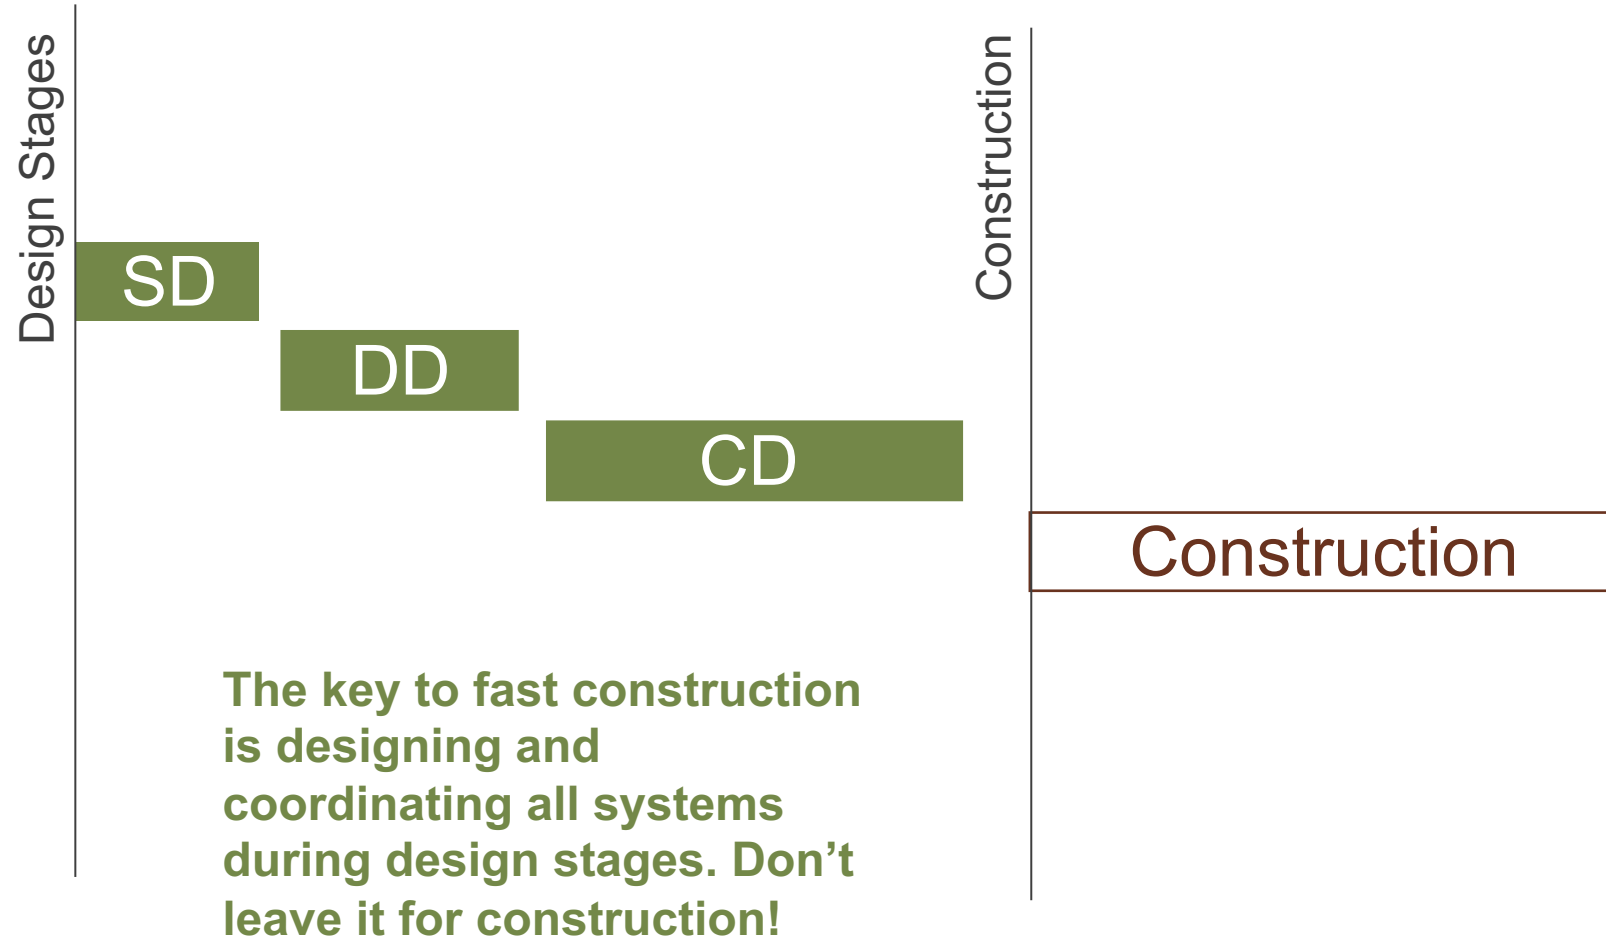 Design Stages
Construction
SD
DD
CD
Construction
The key to fast construction
is designing and
coordinating all systems
during design stages. Don’t
leave it for construction!